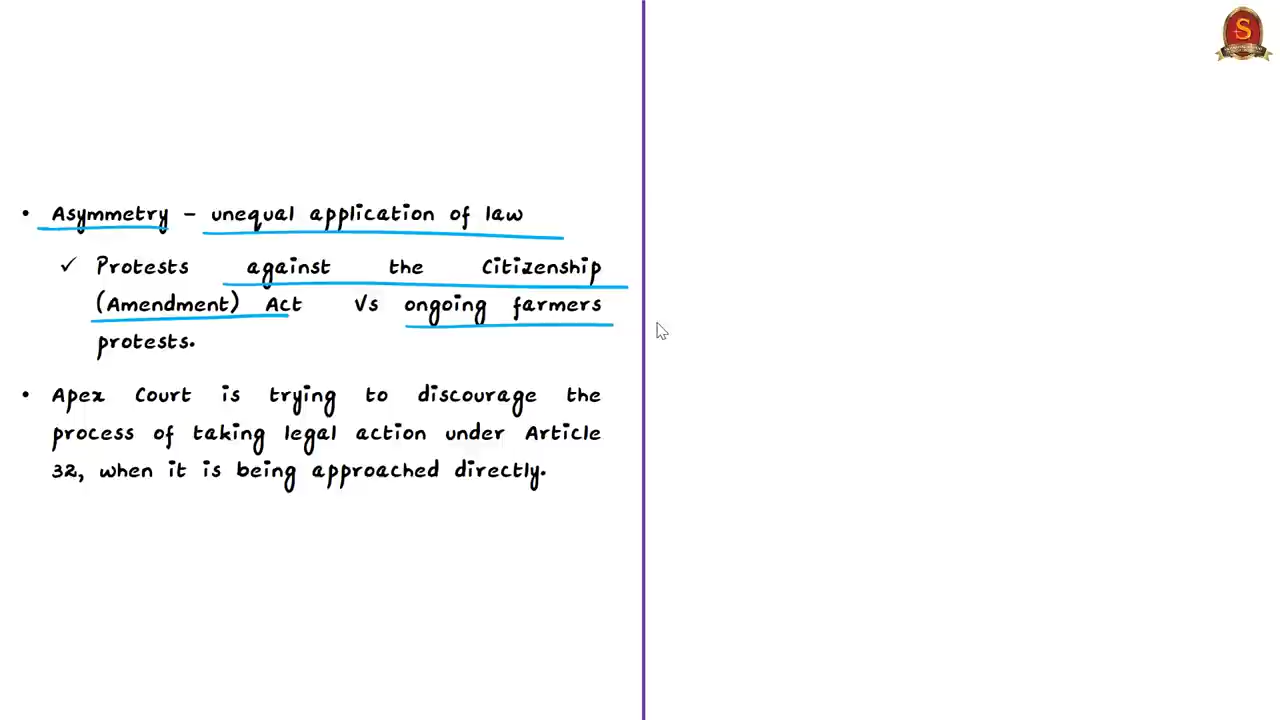 • Asymmetry – unequal application of law
✓ Protests against the Citizenship
(Amendment) Act Vs ongoing farmers
protests.
• Apex Court is trying to discourage the
process of taking legal action under Article
32, when it is being approached directly.
S